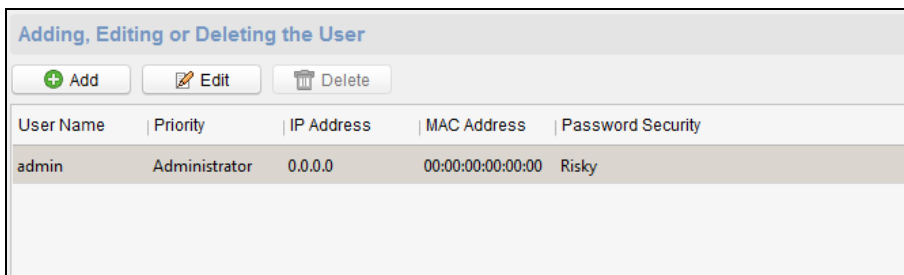 Adding, Editing or Deleting the User
Add Edit Delete
User Name Priority IP Address MAC Address Password Security
admin Administrator 0.0.0.0 00:00:00:00:00:00 Risky